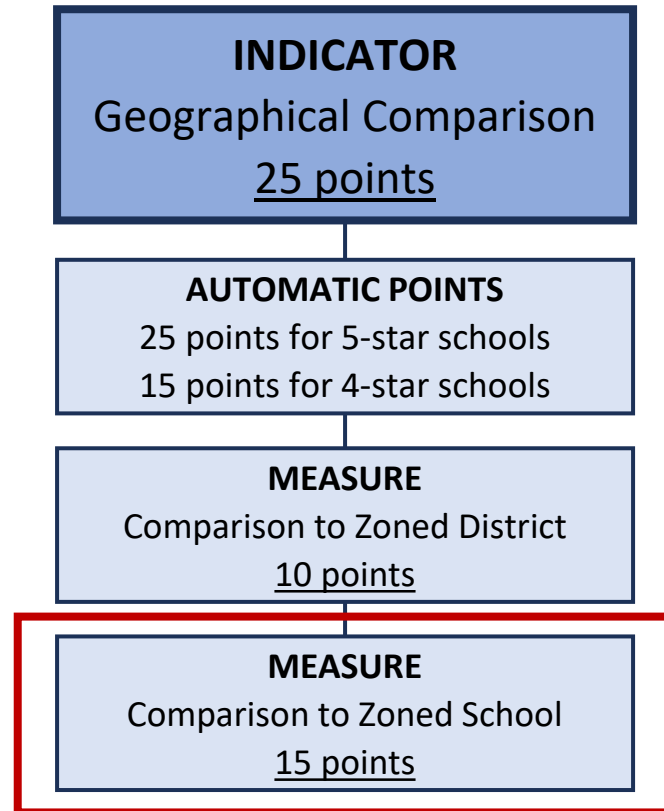 INDICATOR
Geographical Comparison
25 points
AUTOMATIC POINTS
25 points for 5-star schools
15 points for 4-star schools
MEASURE
Comparison to Zoned District
10 points
MEASURE
Comparison to Zoned School
15 points